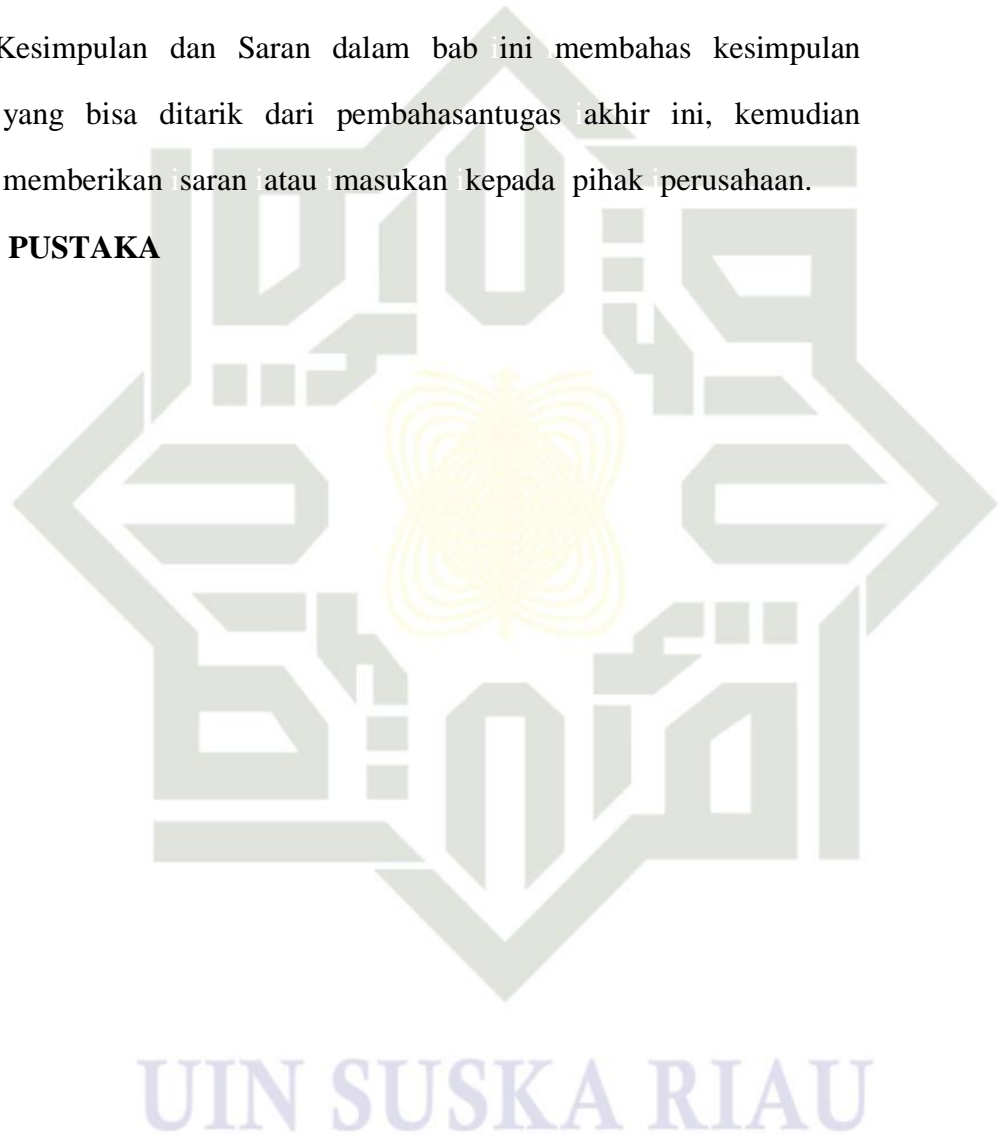 Kesimpulan dan Saran dalam bab ini membahas kesimpulan
yang bisa ditarik dari pembahasantugas akhir ini, kemudian
memberikan saran atau masukan kepada pihak perusahaan.
PUSTAKA
UIN SUSKA RIAU